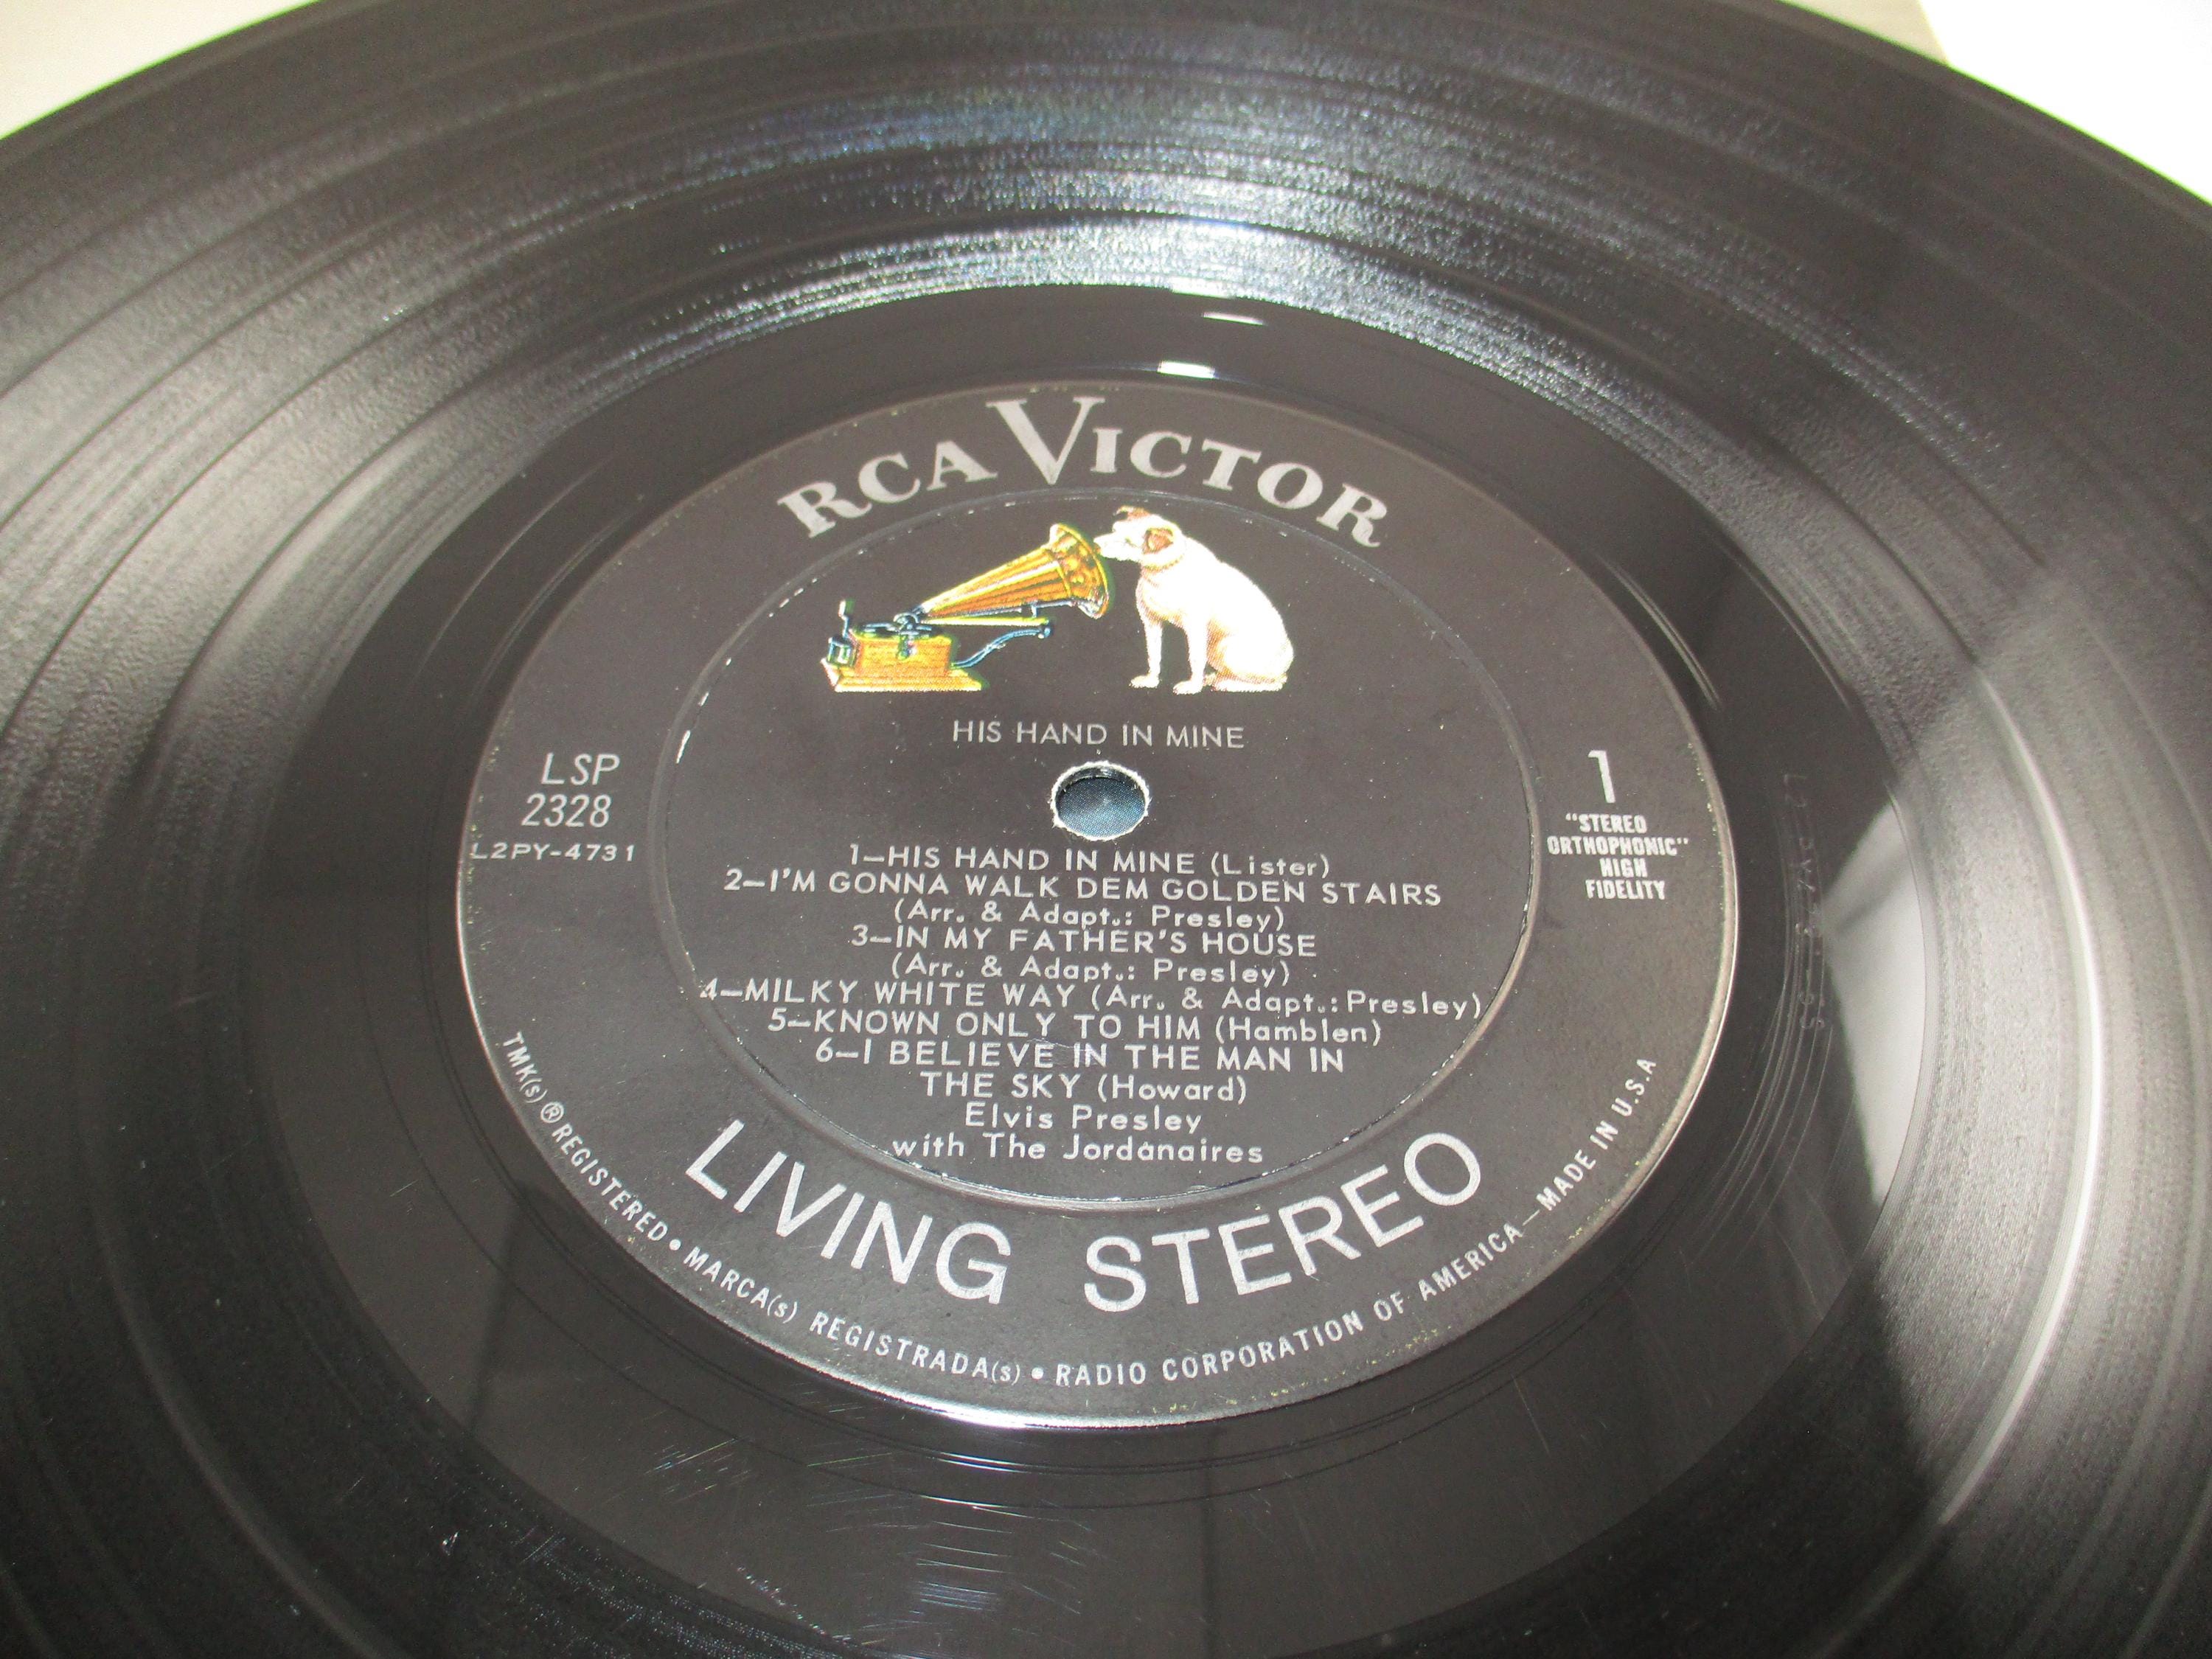 RCA VICTOR
HIS HAND IN MINE
LSP
2328
L2PY-4731
1
"STEREO
ORTHOPHONIC"
HIGH
FIDELITY
1—HIS HAND IN MINE (Lister)
2—I'M GONNA WALK DEM GOLDEN STAIRS
(Arr. & Adapt.: Presley)
3—IN MY FATHER'S HOUSE
(Arr. & Adapt.: Presley)
4—MILKY WHITE WAY (Arr. & Adapt.: Presley)
5—KNOWN ONLY TO HIM (Hamblen)
6—I BELIEVE IN THE MAN IN
THE SKY (Howard)
Elvis Presley
with The Jordanaires
LIVING STEREO
TMK(s) ® REGISTERED • MARCA(s) REGISTRADA(s) • RADIO CORPORATION OF AMERICA — MADE IN U.S.A